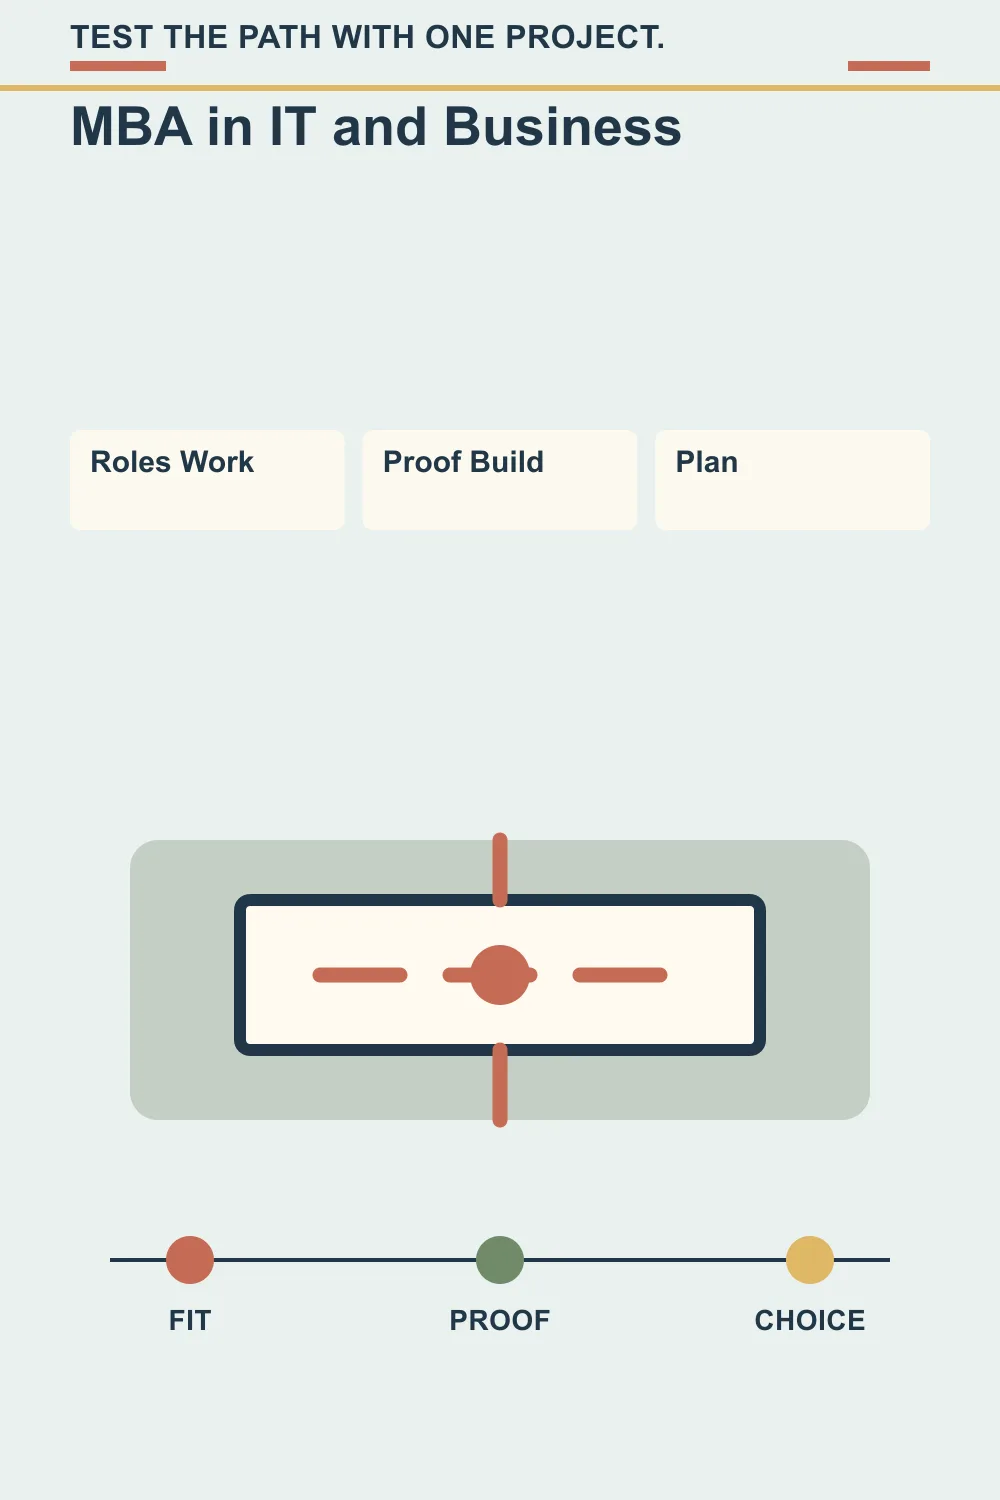 TEST THE PATH WITH ONE PROJECT.
MBA in IT and Business
Roles Work
Proof Build
Plan
FIT
PROOF
CHOICE